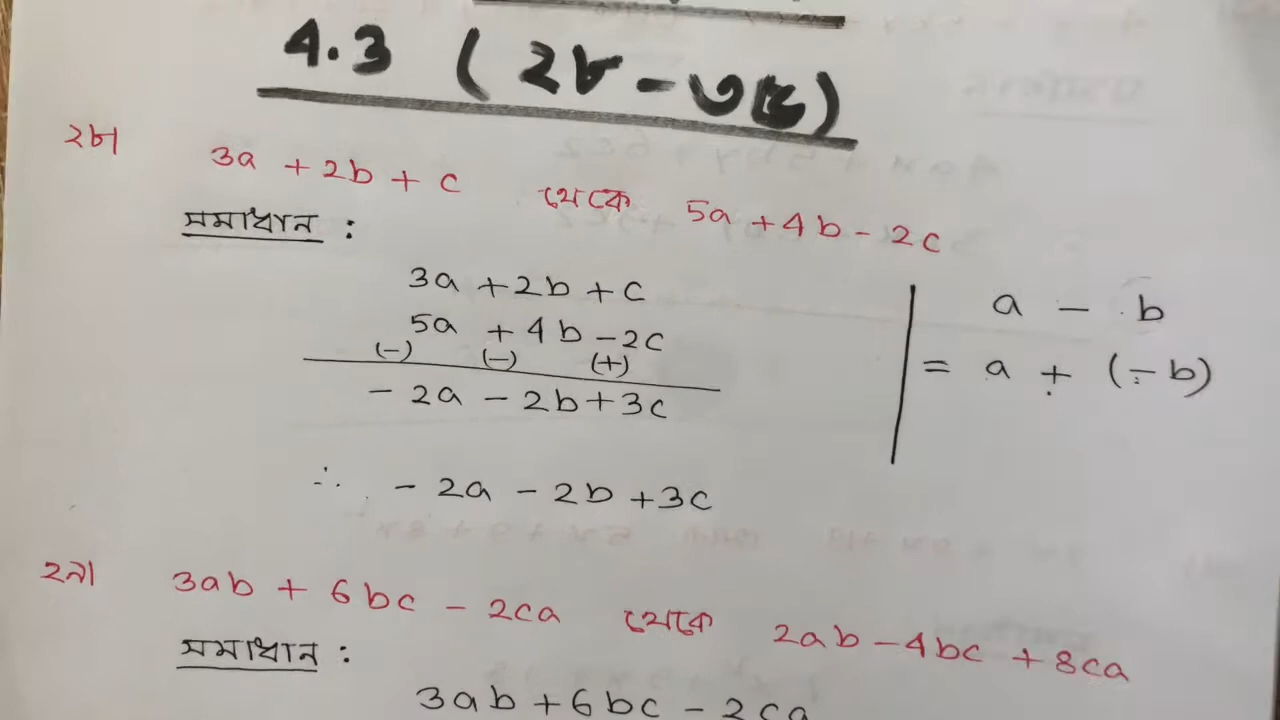 4.3 (২৮-৩৫)
২৮। 3a + 2b + c থেকে 5a + 4b - 2c
সমাধান :
3a + 2b + c
5a + 4b - 2c
(-) (-) (+)
- 2a - 2b + 3c
a - b
= a + (-b)
∴ - 2a - 2b + 3c
২৯। 3ab + 6bc - 2ca থেকে 2ab - 4bc + 8ca
সমাধান :
3ab + 6bc - 2ca